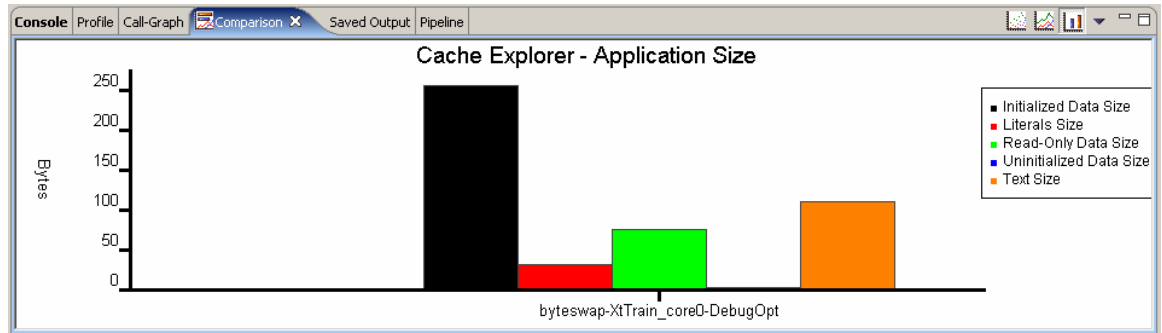 Console Profile Call-Graph Comparison Saved Output Pipeline
Cache Explorer - Application Size
250
200
150
100
50
0
Bytes
Initialized Data Size
Literals Size
Read-Only Data Size
Uninitialized Data Size
Text Size
byteswap-XtTrain_core0-DebugOpt